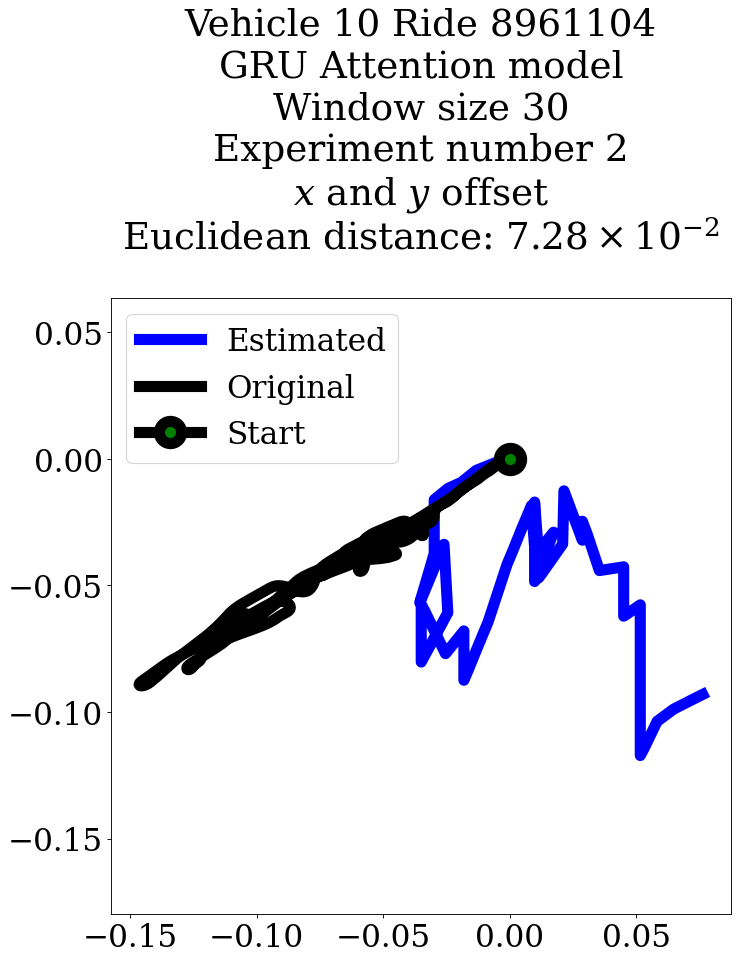 Vehicle 10 Ride 8961104
GRU Attention model
Window size 30
Experiment number 2
x and y offset
Euclidean distance: 7.28 × 10⁻²
Estimated
Original
Start
0.05
0.00
−0.05
−0.10
−0.15
−0.15 −0.10 −0.05 0.00 0.05